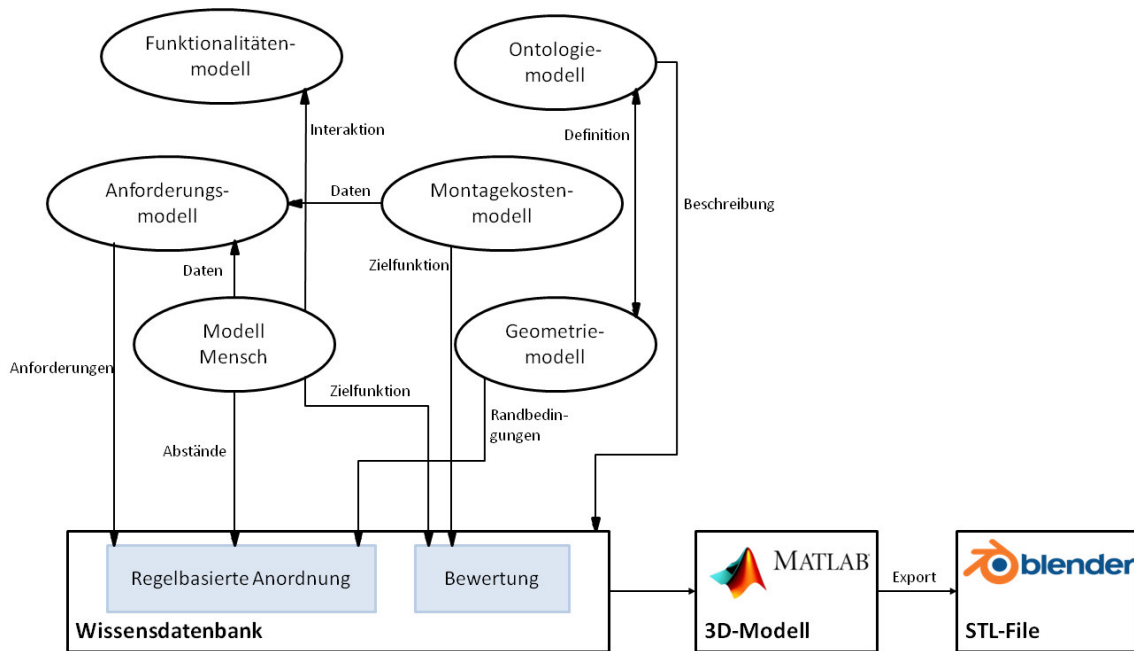 Funktionalitäten-
modell
Ontologie-
modell
Interaktion
Definition
Anforderungs-
modell
Daten
Montagekosten-
modell
Beschreibung
Daten
Zielfunktion
Modell
Mensch
Geometrie-
modell
Anforderungen
Zielfunktion
Randbedin-
gungen
Abstände
Regelbasierte Anordnung
Bewertung
Wissensdatenbank
MATLAB
3D-Modell
Export
blender
STL-File